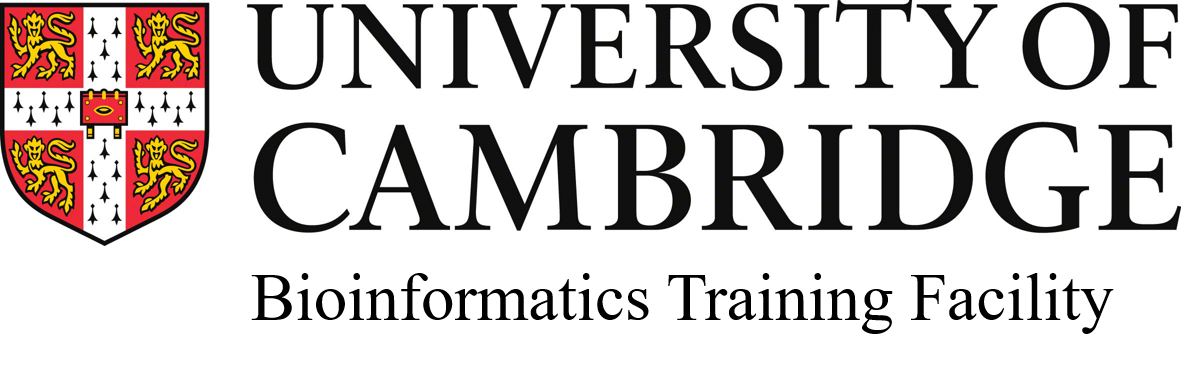 UNIVERSITY OF
CAMBRIDGE
Bioinformatics Training Facility